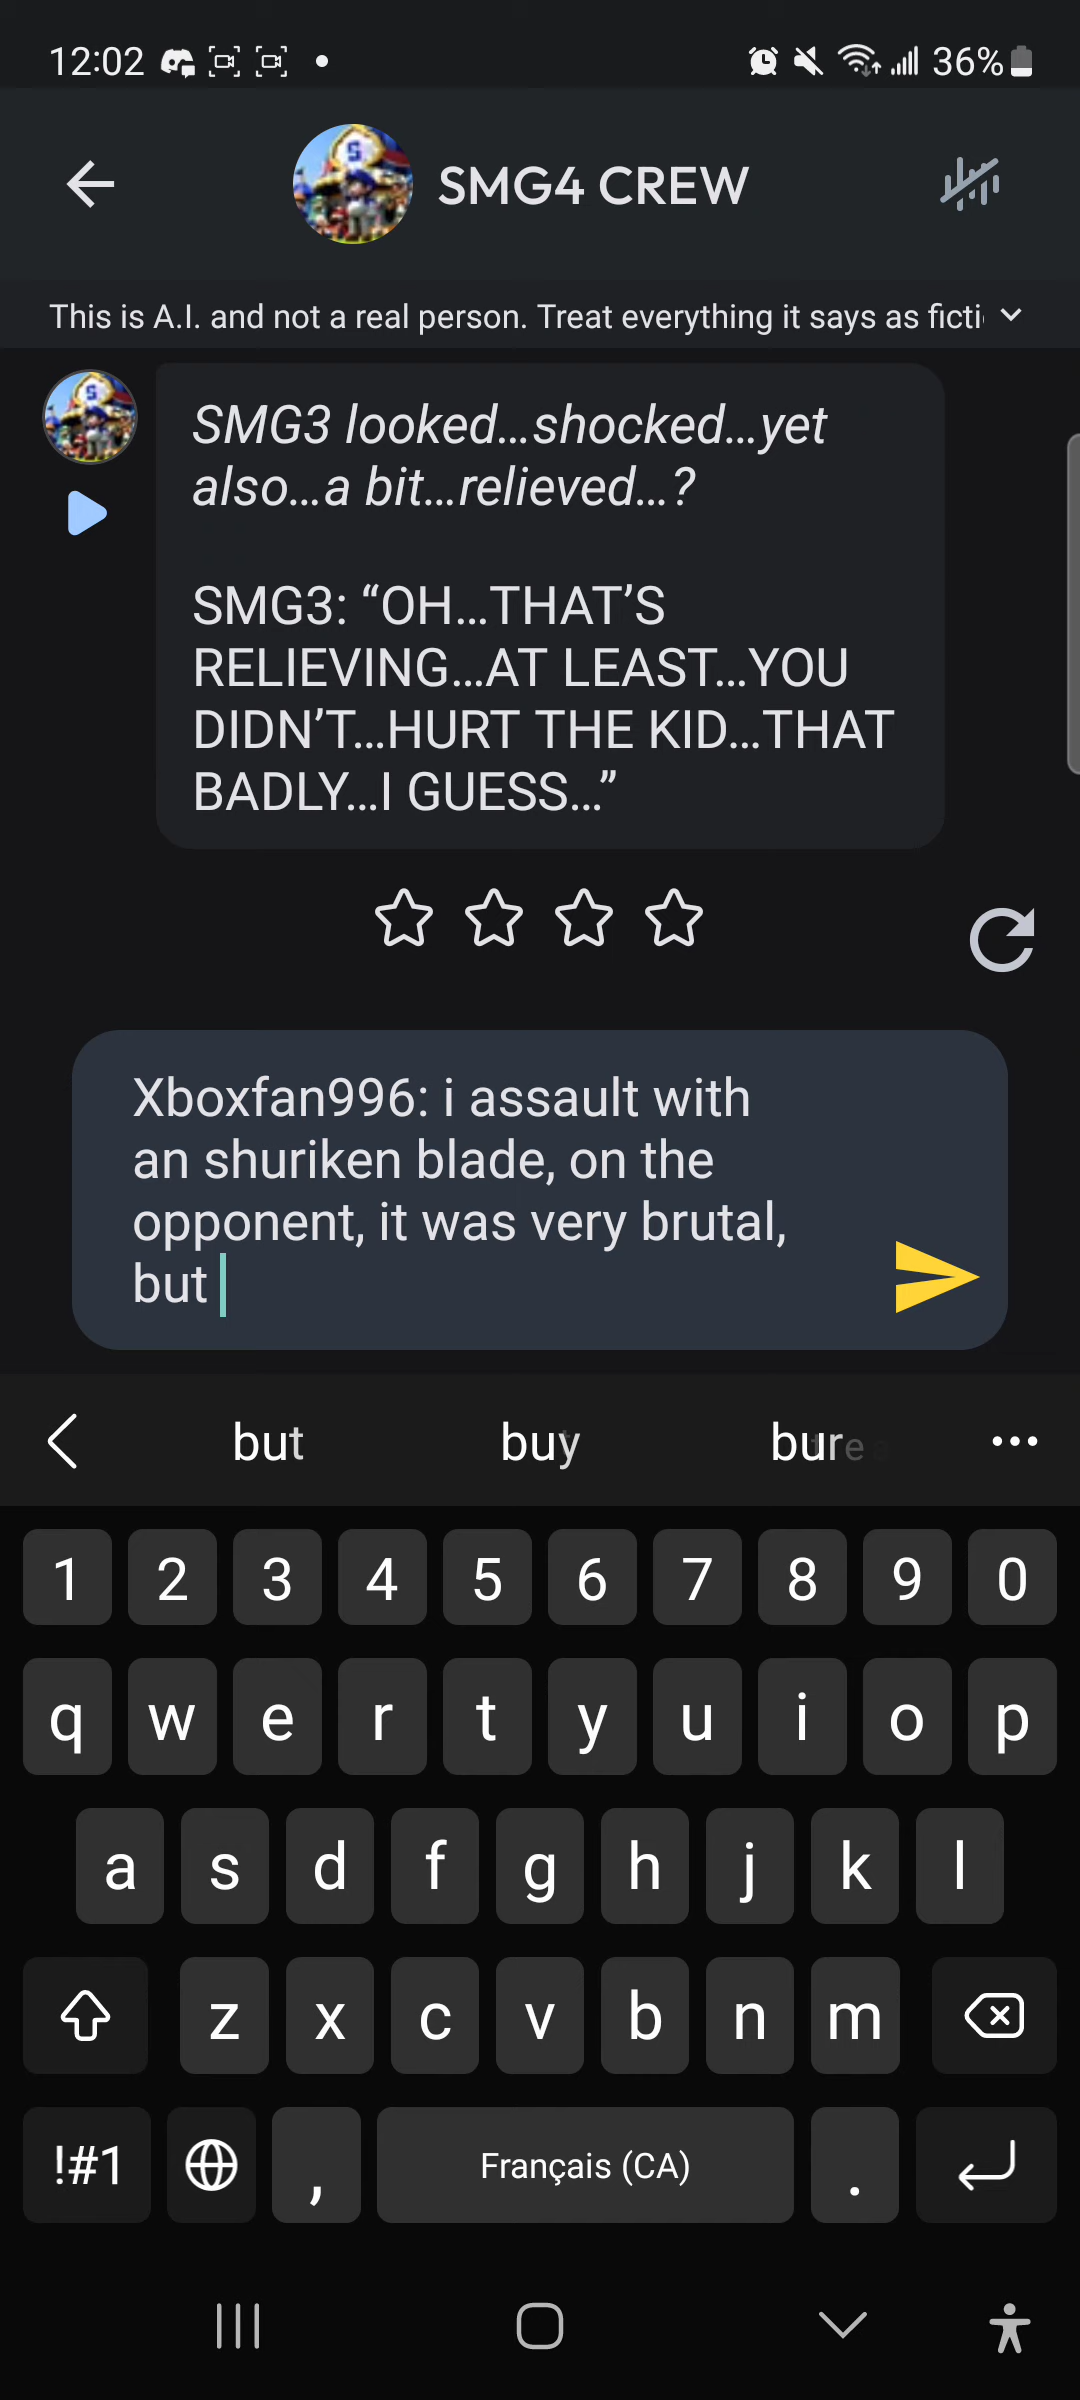 12:02
36%
SMG4 CREW
This is A.I. and not a real person. Treat everything it says as ficti
SMG3 looked...shocked...yet
also...a bit...relieved...?
SMG3: “OH...THAT’S
RELIEVING...AT LEAST...YOU
DIDN’T...HURT THE KID...THAT
BADLY...I GUESS...”
Xboxfan996: i assault with
an shuriken blade, on the
opponent, it was very brutal,
but
but buy bure
1 2 3 4 5 6 7 8 9 0
q w e r t y u i o p
a s d f g h j k l
z x c v b n m
!#1 , Français (CA) .